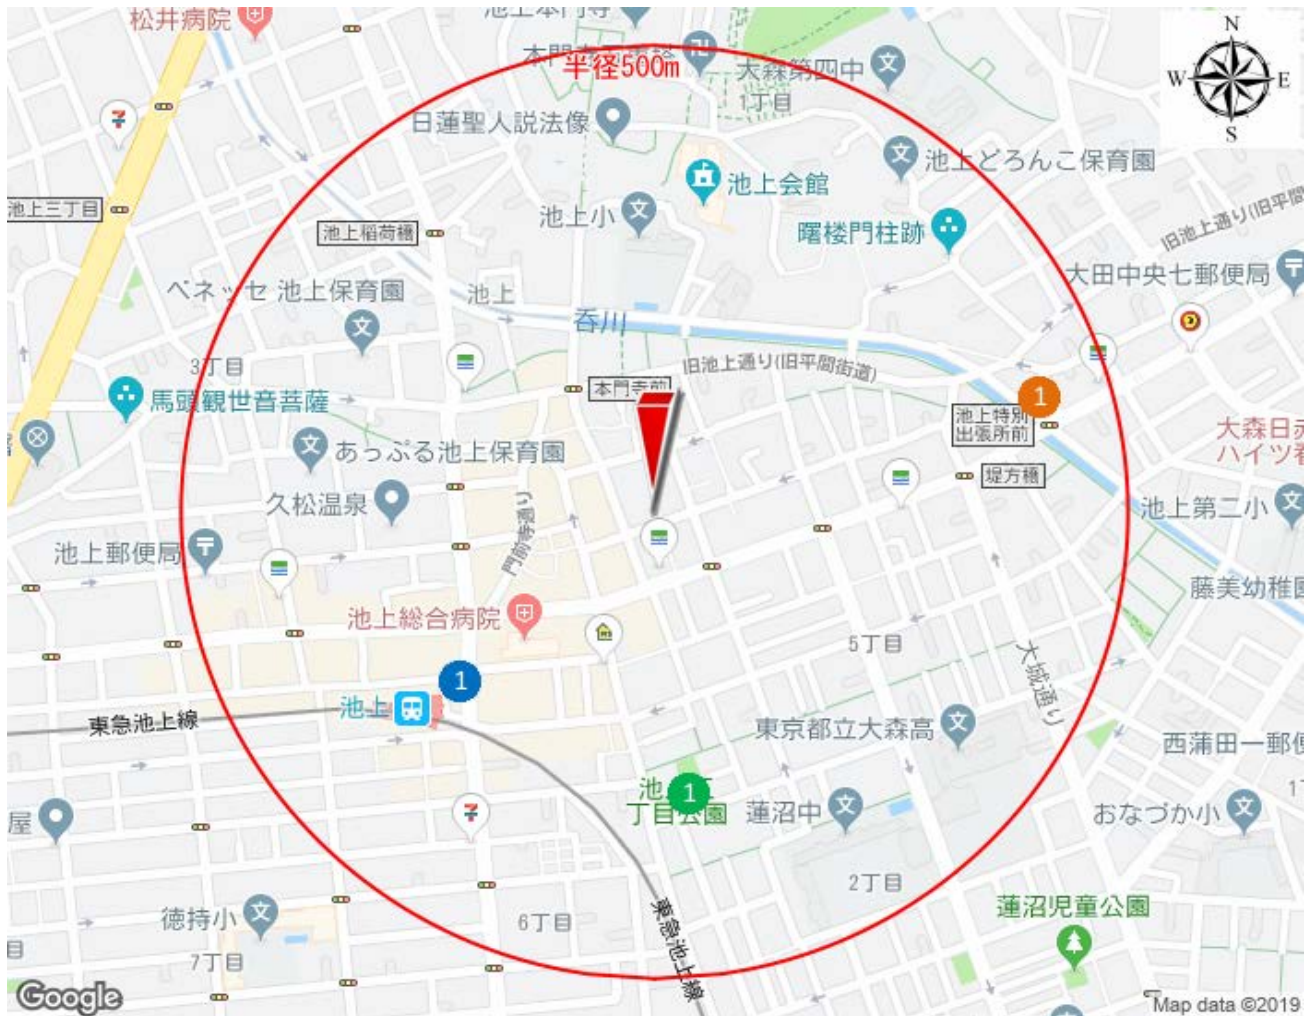 松井病院
池上本門寺
半径500m
大森第四中
1丁目
N
W
E
S
日蓮聖人説法像
池上どろんこ保育園
池上会館
池上三丁目
池上小
池上稲荷橋
曙楼門柱跡
旧池上通り(旧平間
大田中央七郵便局
ベネッセ 池上保育園
池上
呑川
3丁目
旧池上通り(旧平間街道)
本門寺前
馬頭観世音菩薩
1
池上特別
出張所前
大森日赤
ハイツ
あっぷる池上保育園
堤方橋
久松温泉
池上第二小
門前寺通り
池上郵便局
藤美幼稚園
池上総合病院
5丁目
大城通り
1
池上
東急池上線
東京都立大森高
西蒲田一郵便
1
丁目公園
蓮沼中
おなづか小
屋
2丁目
徳持小
6丁目
東急池上線
蓮沼児童公園
目
7丁目
Google
Map data ©2019